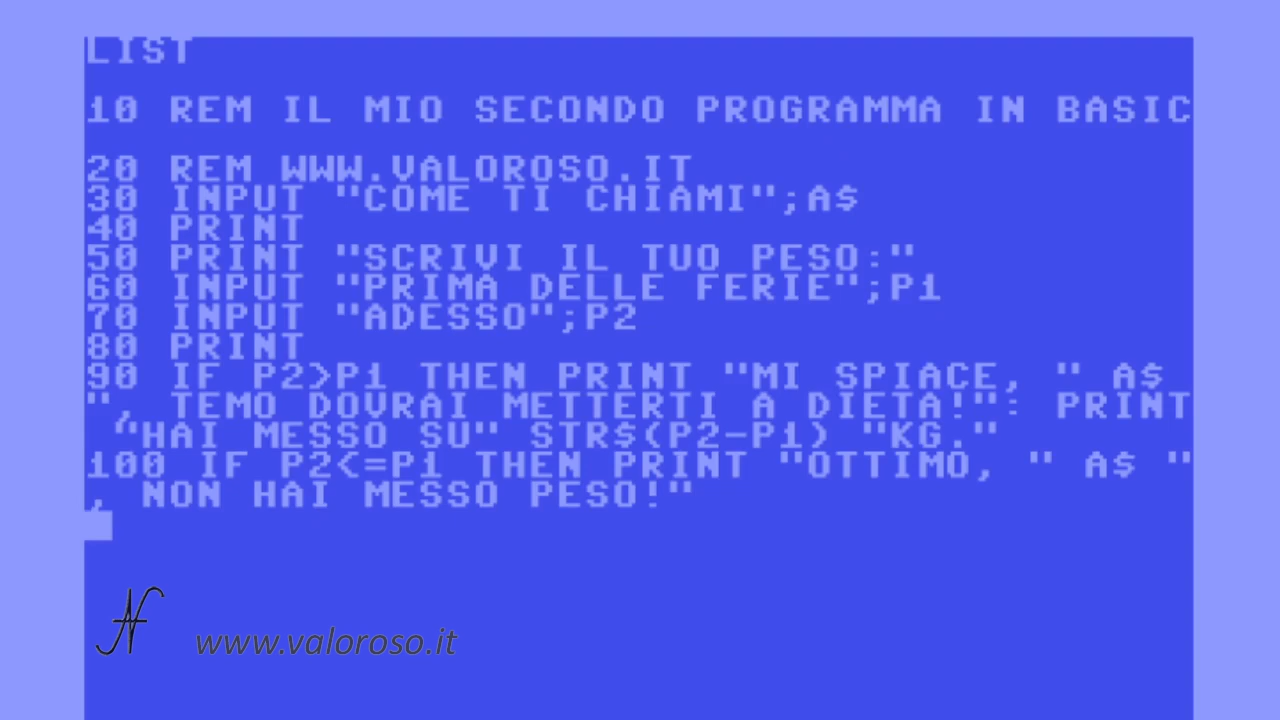 LIST
10 REM IL MIO SECONDO PROGRAMMA IN BASIC
20 REM WWW.VALOROSO.IT
30 INPUT "COME TI CHIAMI";A$
40 PRINT
50 PRINT "SCRIVI IL TUO PESO:"
60 INPUT "PRIMA DELLE FERIE";P1
70 INPUT "ADESSO";P2
80 PRINT
90 IF P2>P1 THEN PRINT "MI SPIACE, " A$
", TEMO DOVRAI METTERTI A DIETA!": PRINT
"HAI MESSO SU" STR$(P2-P1) "KG."
100 IF P2<=P1 THEN PRINT "OTTIMO, " A$ "
, NON HAI MESSO PESO!"
www.valoroso.it